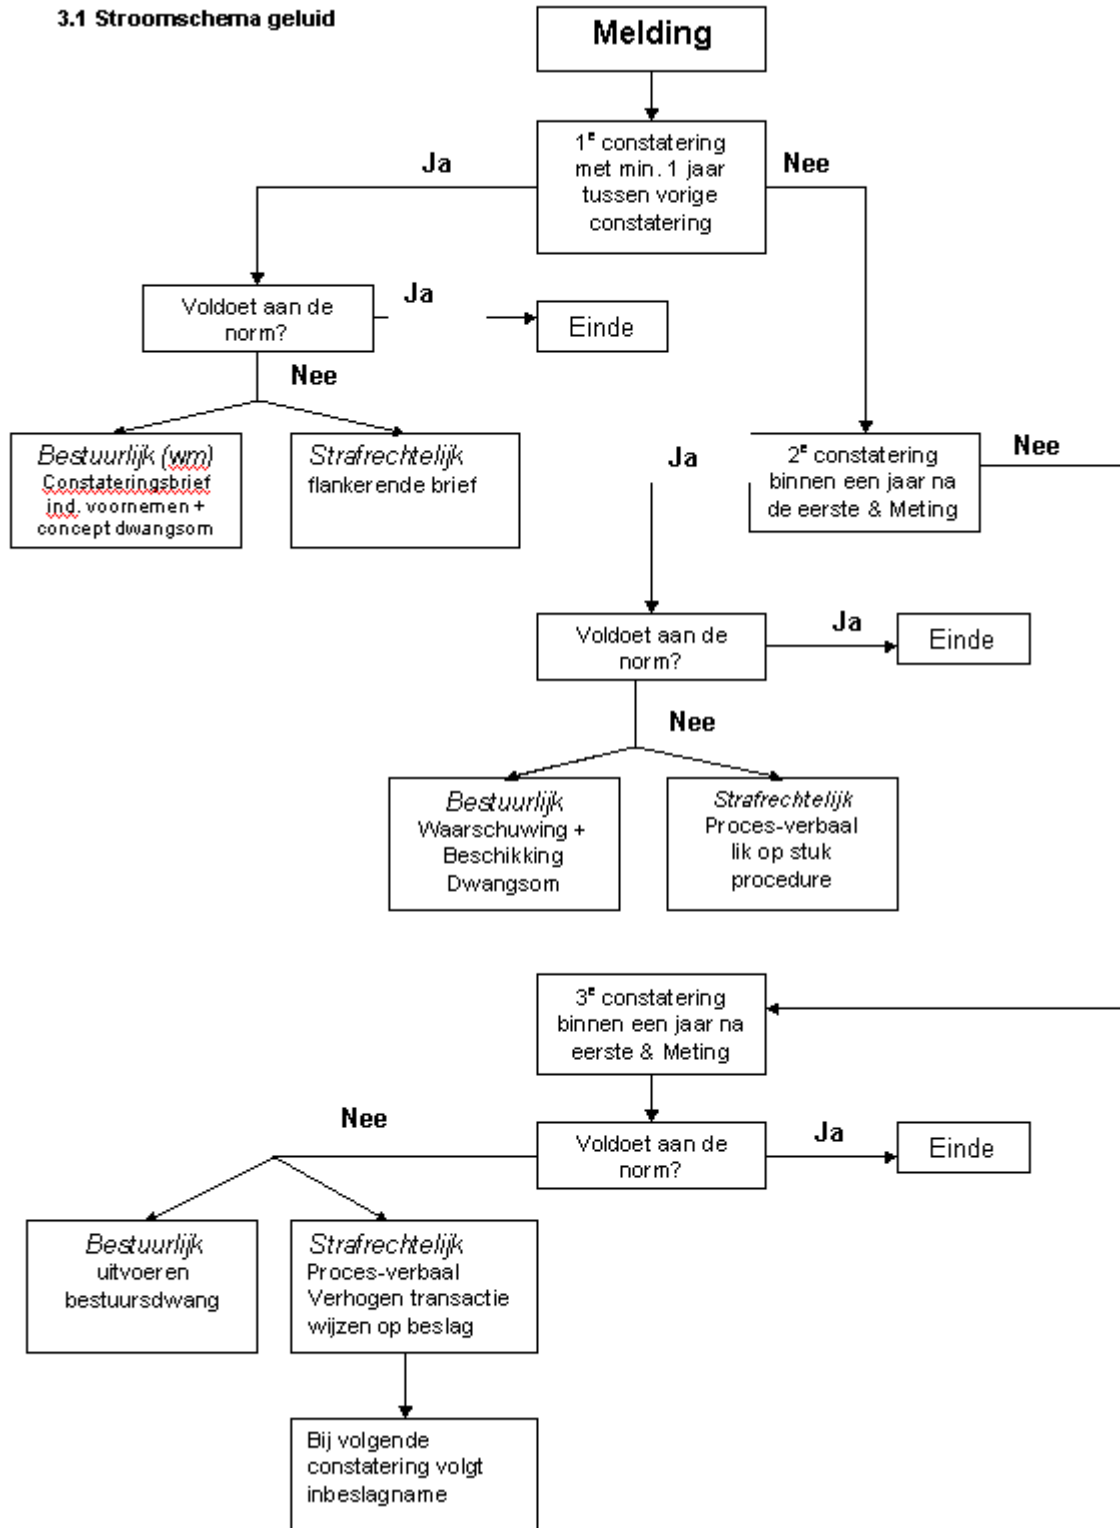 3.1 Stroomschema geluid
Melding
1e constatering
met min. 1 jaar
tussen vorige
constatering
Ja
Nee
Voldoet aan de
norm?
Ja
Einde
Nee
Bestuurlijk (wm)
Constateringsbrief
ind. voornemen +
concept dwangsom
Strafrechtelijk
flankerende brief
Ja
2e constatering
binnen een jaar na
de eerste & Meting
Nee
Voldoet aan de
norm?
Ja
Einde
Nee
Bestuurlijk
Waarschuwing +
Beschikking
Dwangsom
Strafrechtelijk
Proces-verbaal
lik op stuk
procedure
3e constatering
binnen een jaar na
eerste & Meting
Nee
Voldoet aan de
norm?
Ja
Einde
Bestuurlijk
uitvoeren
bestuursdwang
Strafrechtelijk
Proces-verbaal
Verhogen transactie
wijzen op beslag
Bij volgende
constatering volgt
inbeslagname